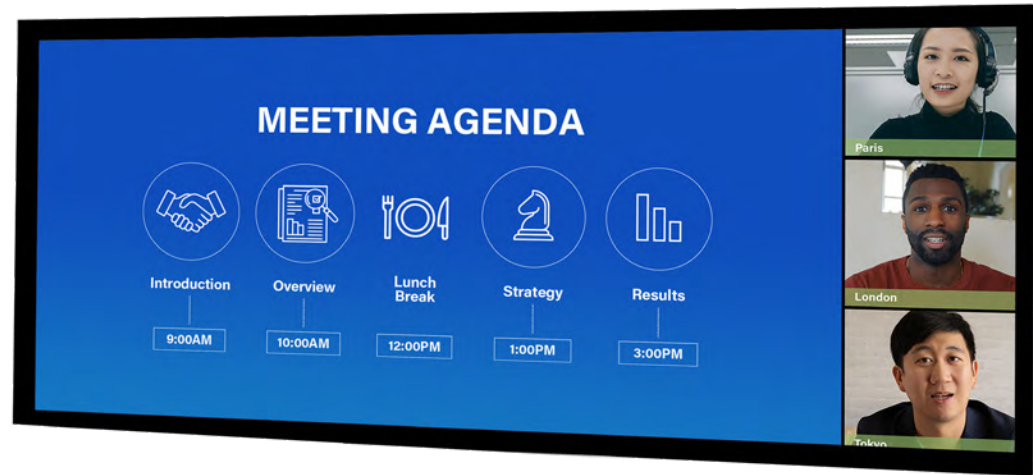 MEETING AGENDA
Introduction
9:00AM
Overview
10:00AM
Lunch
Break
12:00PM
Strategy
1:00PM
Results
3:00PM
Paris
London
Tokyo